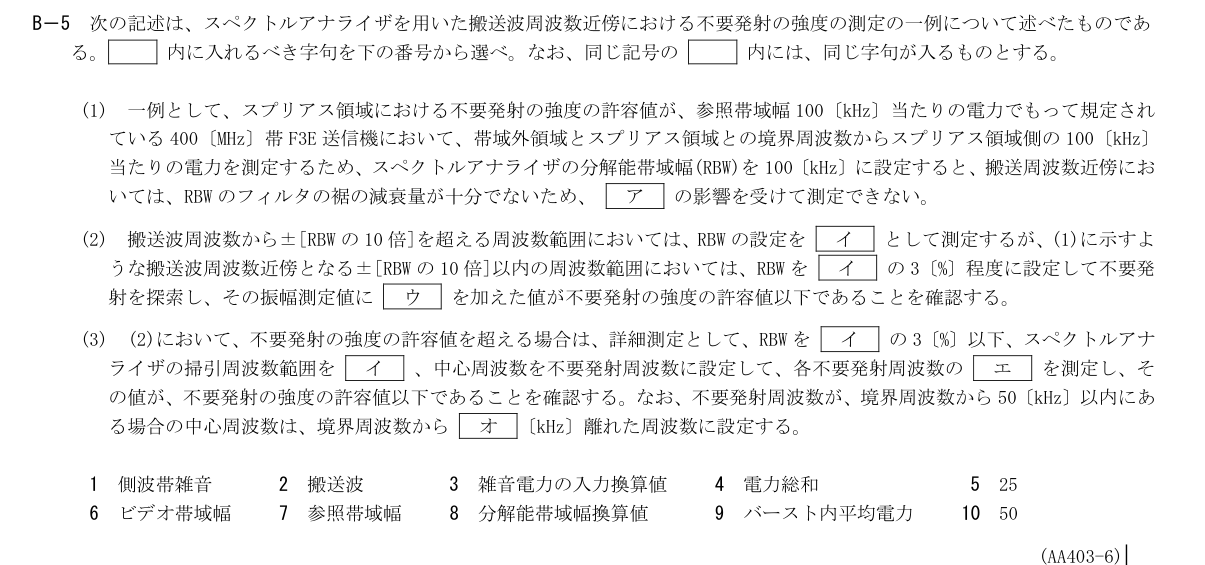 B－5 次の記述は、スペクトルアナライザを用いた搬送波周波数近傍における不要発射の強度の測定の一例について述べたものであ
る。 内に入れるべき字句を下の番号から選べ。なお、同じ記号の 内には、同じ字句が入るものとする。
(1) 一例として、スプリアス領域における不要発射の強度の許容値が、参照帯域幅 100〔kHz〕当たりの電力でもって規定され
ている 400〔MHz〕帯 F3E 送信機において、帯域外領域とスプリアス領域との境界周波数からスプリアス領域側の 100〔kHz〕
当たりの電力を測定するため、スペクトルアナライザの分解能帯域幅(RBW)を 100〔kHz〕に設定すると、搬送周波数近傍にお
いては、RBW のフィルタの裾の減衰量が十分でないため、 ア の影響を受けて測定できない。
(2) 搬送波周波数から±[RBW の 10 倍]を超える周波数範囲においては、RBW の設定を イ として測定するが、(1)に示すよ
うな搬送波周波数近傍となる±[RBW の 10 倍]以内の周波数範囲においては、RBW を イ の 3〔%〕程度に設定して不要発
射を探索し、その振幅測定値に ウ を加えた値が不要発射の強度の許容値以下であることを確認する。
(3) (2)において、不要発射の強度の許容値を超える場合は、詳細測定として、RBW を イ の 3〔%〕以下、スペクトルアナ
ライザの掃引周波数範囲を イ 、中心周波数を不要発射周波数に設定して、各不要発射周波数の エ を測定し、そ
の値が、不要発射の強度の許容値以下であることを確認する。なお、不要発射周波数が、境界周波数から 50〔kHz〕以内にあ
る場合の中心周波数は、境界周波数から オ 〔kHz〕離れた周波数に設定する。
1 側波帯雑音 2 搬送波 3 雑音電力の入力換算値 4 電力総和 5 25
6 ビデオ帯域幅 7 参照帯域幅 8 分解能帯域幅換算値 9 バースト内平均電力 10 50
(AA403-6)